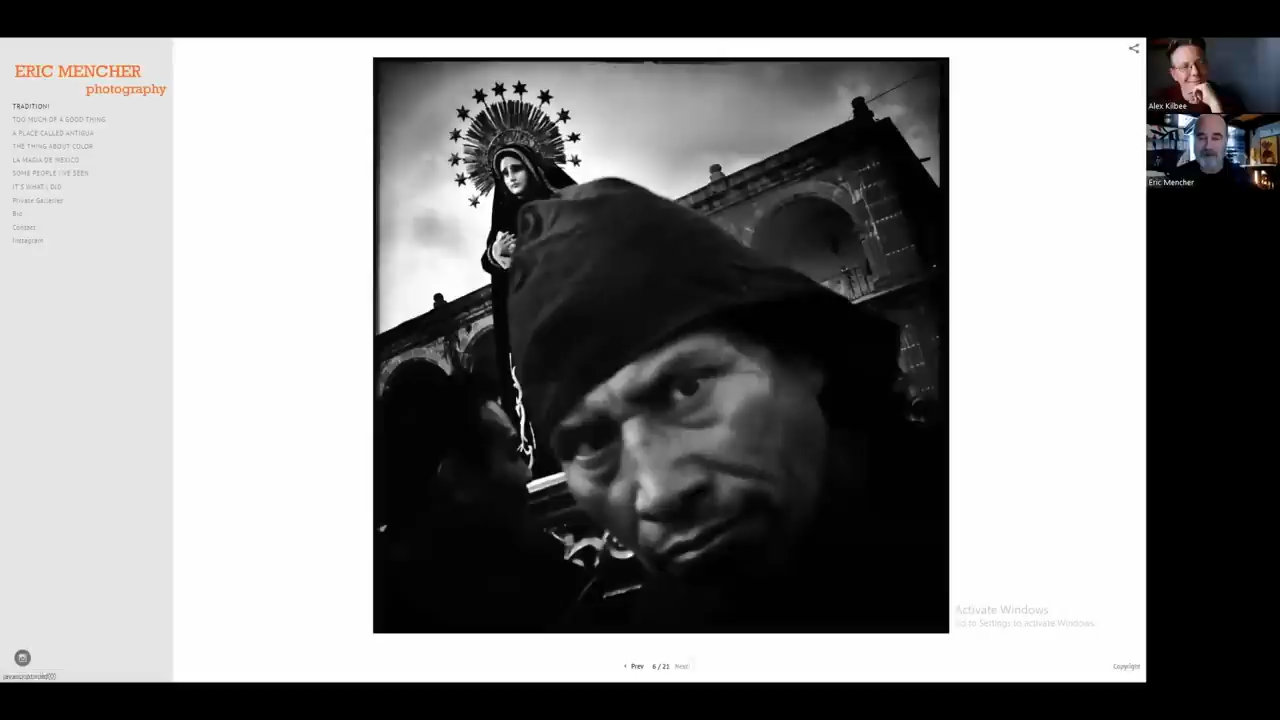 ERIC MENCHER
photography
TRADITION!
TOO MUCH OF A GOOD THING
A PLACE CALLED ANTIGUA
THE THING ABOUT COLOR
LA MAGIA DE MEXICO
SOME PEOPLE I'VE SEEN
IT'S WHAT I DID
Private Galleries
Bio
Contact
Instagram
Alex Kilbee
Eric Mencher
Activate Windows
Go to Settings to activate Windows.
‹ Prev 6 / 21 Next
Copyright